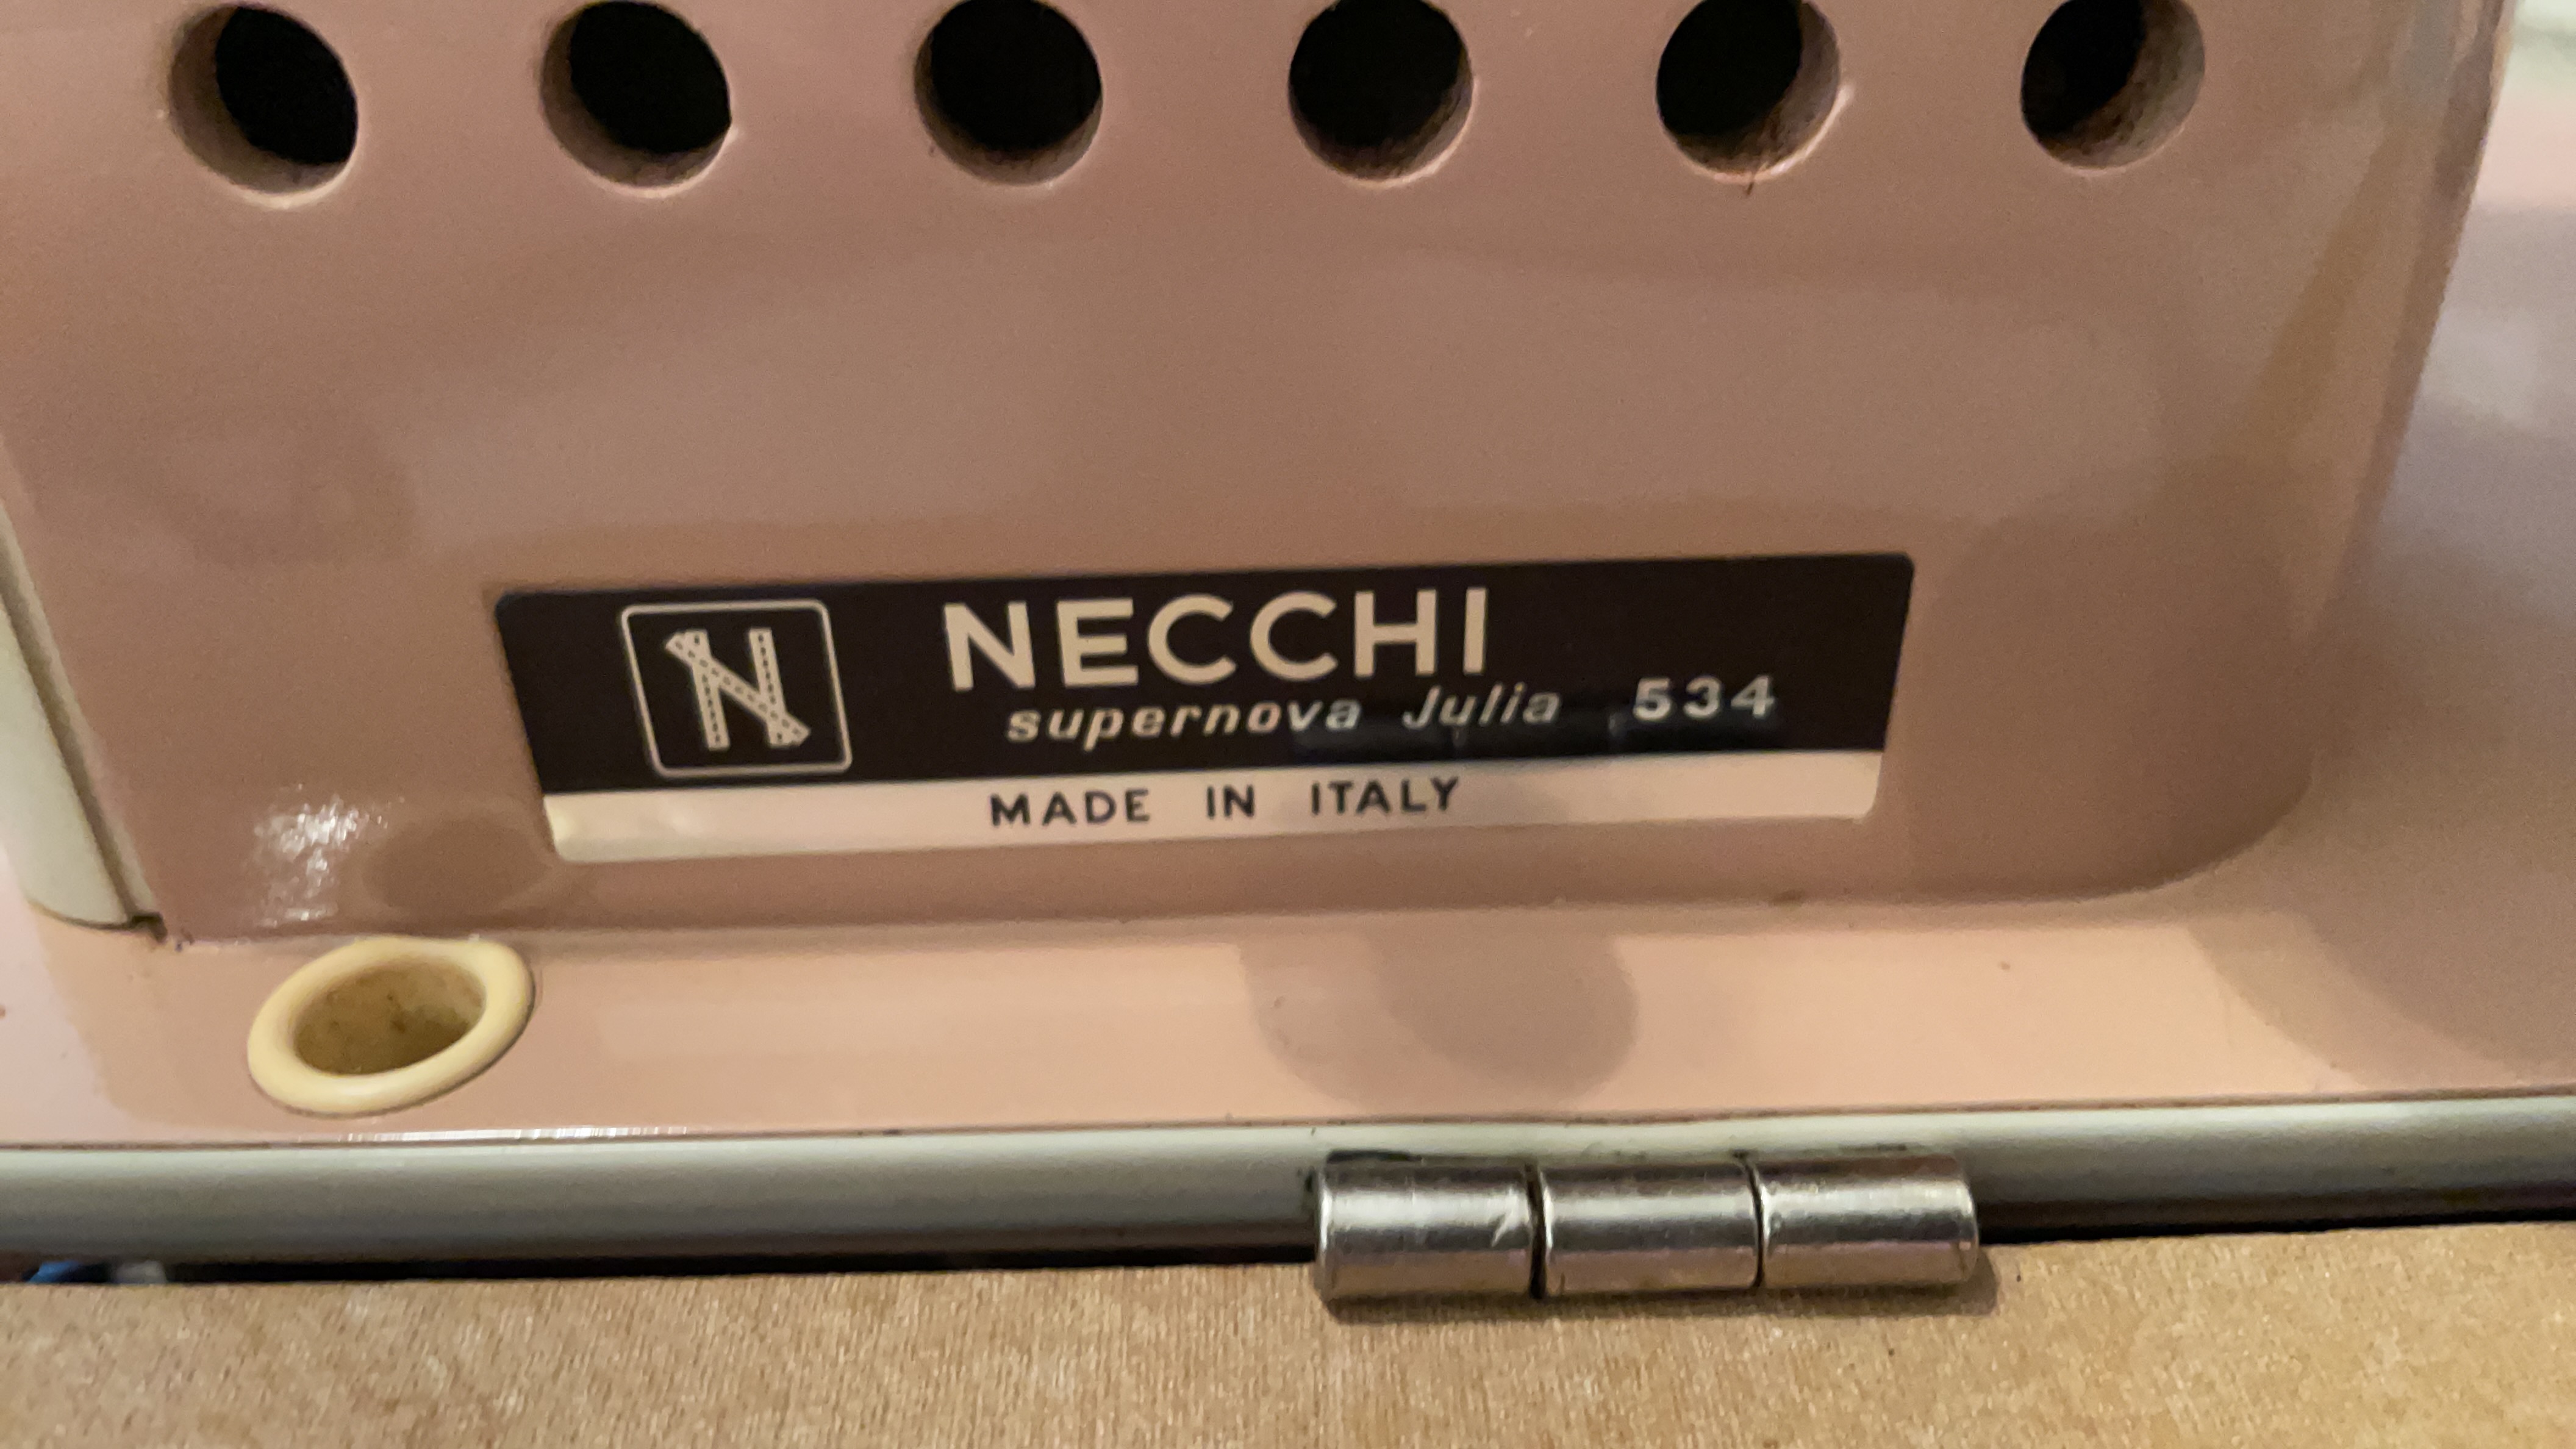 N
NECCHI
supernova Julia 534
MADE IN ITALY